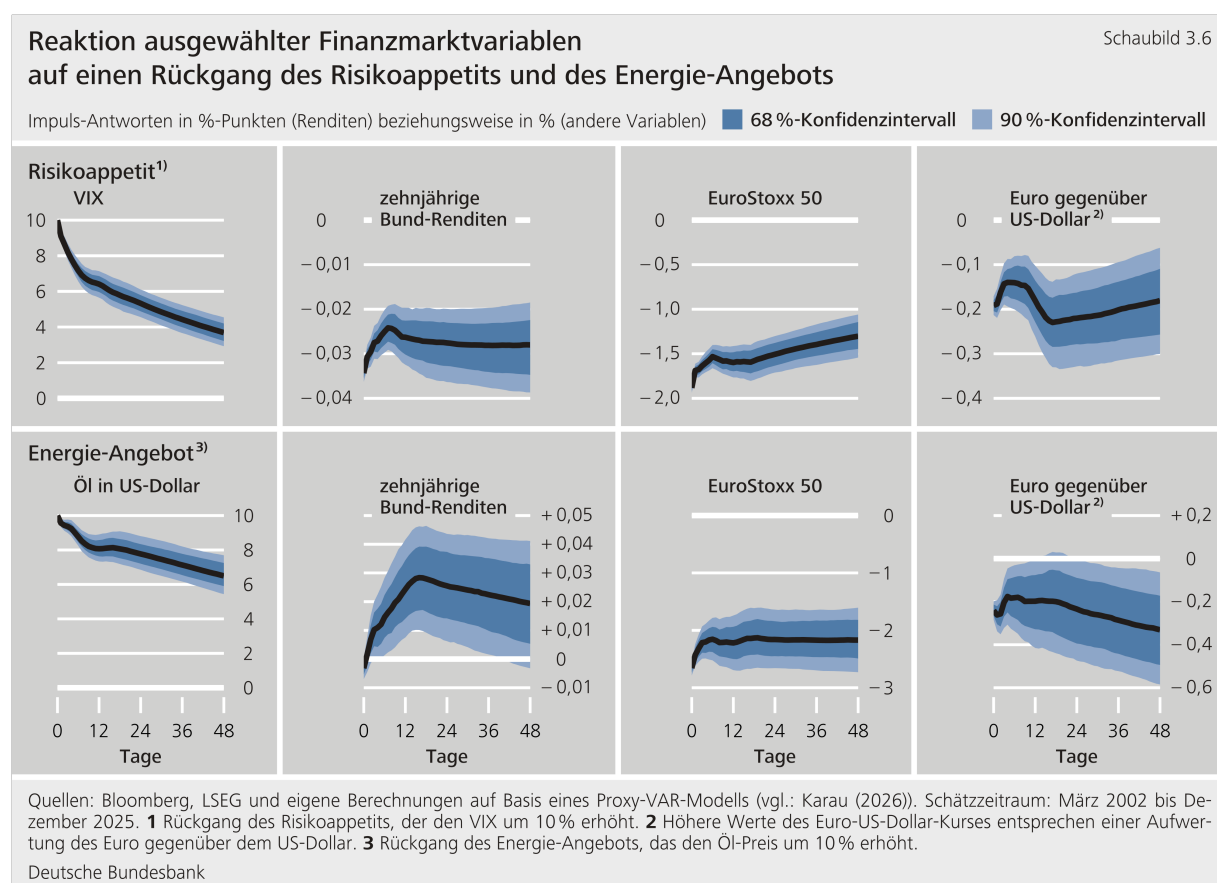 Reaktion ausgewählter Finanzmarktvariablen
Schaubild 3.6
auf einen Rückgang des Risikoappetits und des Energie-Angebots
Impuls-Antworten in %-Punkten (Renditen) beziehungsweise in % (andere Variablen)
68 %-Konfidenzintervall
90 %-Konfidenzintervall
Risikoappetit¹⁾
VIX
10
8
6
4
2
0
zehnjährige
Bund-Renditen
0
− 0,01
− 0,02
− 0,03
− 0,04
EuroStoxx 50
0
− 0,5
− 1,0
− 1,5
− 2,0
Euro gegenüber
US-Dollar²⁾
0
− 0,1
− 0,2
− 0,3
− 0,4
Energie-Angebot³⁾
Öl in US-Dollar
10
8
6
4
2
0
0 12 24 36 48
Tage
zehnjährige
Bund-Renditen
+ 0,05
+ 0,04
+ 0,03
+ 0,02
+ 0,01
0
− 0,01
0 12 24 36 48
Tage
EuroStoxx 50
0
− 1
− 2
− 3
0 12 24 36 48
Tage
Euro gegenüber
US-Dollar²⁾
+ 0,2
0
− 0,2
− 0,4
− 0,6
0 12 24 36 48
Tage
Quellen: Bloomberg, LSEG und eigene Berechnungen auf Basis eines Proxy-VAR-Modells (vgl.: Karau (2026)). Schätzzeitraum: März 2002 bis De-
zember 2025. 1 Rückgang des Risikoappetits, der den VIX um 10 % erhöht. 2 Höhere Werte des Euro-US-Dollar-Kurses entsprechen einer Aufwer-
tung des Euro gegenüber dem US-Dollar. 3 Rückgang des Energie-Angebots, das den Öl-Preis um 10 % erhöht.
Deutsche Bundesbank